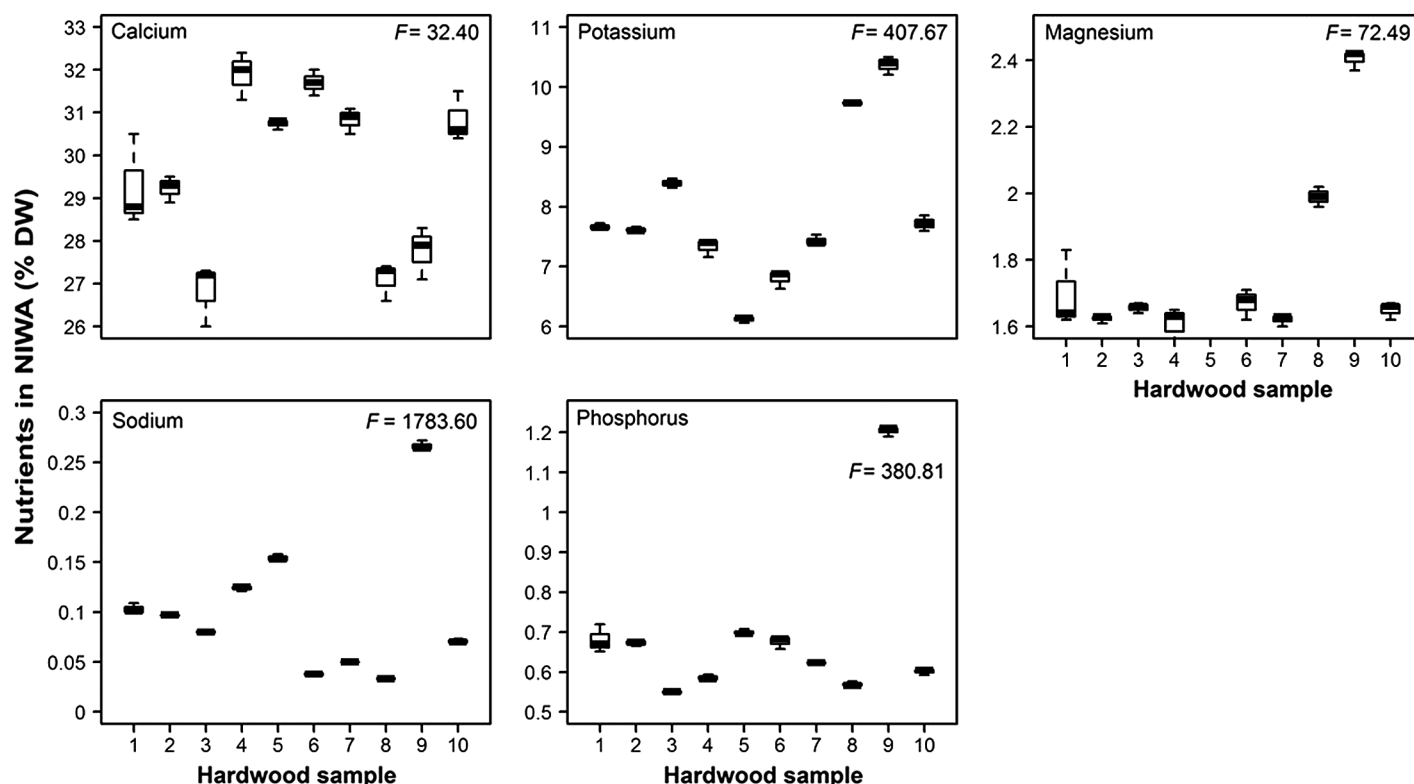 Nutrients in NIWA (% DW)
Calcium
F= 32.40
33
32
31
30
29
28
27
26
Potassium
F= 407.67
11
10
9
8
7
6
Magnesium
F= 72.49
2.4
2.2
2
1.8
1.6
1 2 3 4 5 6 7 8 9 10
Hardwood sample
Sodium
F = 1783.60
0.3
0.25
0.2
0.15
0.1
0.05
0
1 2 3 4 5 6 7 8 9 10
Hardwood sample
Phosphorus
F= 380.81
1.2
1.1
1
0.9
0.8
0.7
0.6
0.5
1 2 3 4 5 6 7 8 9 10
Hardwood sample